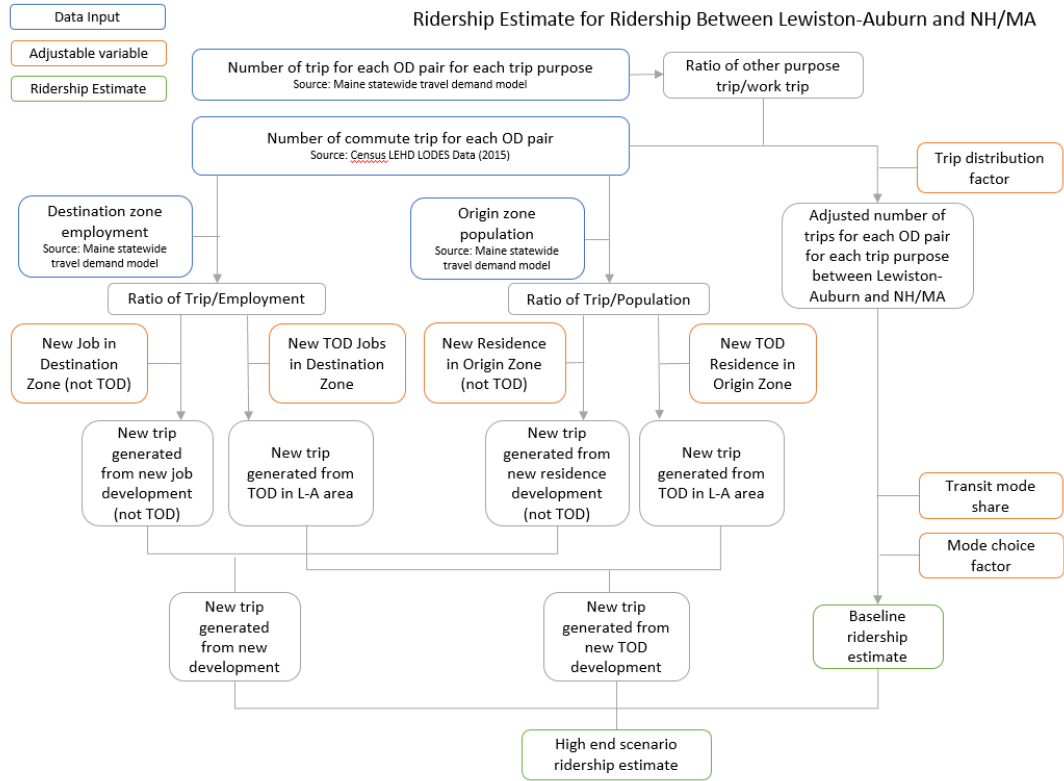 Data Input
Ridership Estimate for Ridership Between Lewiston-Auburn and NH/MA
Adjustable variable
Ridership Estimate
Number of trip for each OD pair for each trip purpose
Source: Maine statewide travel demand model
Ratio of other purpose
trip/work trip
Number of commute trip for each OD pair
Source: Census LEHD LODES Data (2015)
Trip distribution
factor
Destination zone
employment
Source: Maine statewide
travel demand model
Origin zone
population
Source: Maine statewide
travel demand model
Adjusted number of
trips for each OD pair
for each trip purpose
between Lewiston-
Auburn and NH/MA
Ratio of Trip/Employment
Ratio of Trip/Population
New Job in
Destination
Zone (not TOD)
New TOD Jobs
in Destination
Zone
New Residence
in Origin Zone
(not TOD)
New TOD
Residence in
Origin Zone
New trip
generated
from new job
development
(not TOD)
New trip
generated from
TOD in L-A area
New trip
generated from
new residence
development
(not TOD)
New trip
generated from
TOD in L-A area
Transit mode
share
Mode choice
factor
New trip
generated
from new
development
New trip
generated from
new TOD
development
Baseline
ridership
estimate
High end scenario
ridership estimate